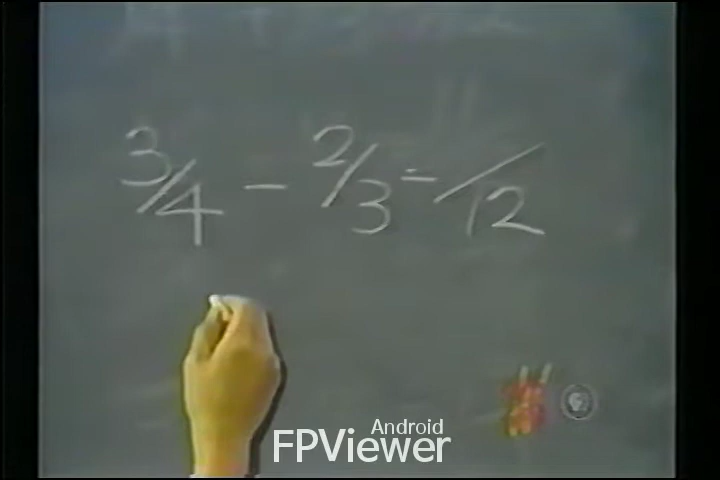 3/4 - 2/3 = /12
Android
FPViewer